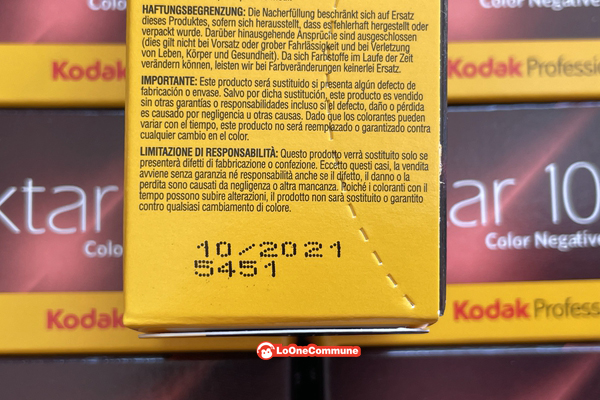 HAFTUNGSBEGRENZUNG: Die Nacherfüllung beschränkt sich auf Ersatz
dieses Produktes, sofern sich herausstellt, dass es fehlerhaft hergestellt oder
verpackt wurde. Darüber hinausgehende Ansprüche sind ausgeschlossen
(dies gilt nicht bei Vorsatz oder grober Fahrlässigkeit und bei Verletzung
von Leben, Körper und Gesundheit). Da sich Farbstoffe im Laufe der Zeit
verändern können, leisten wir bei Farbveränderungen keinerlei Ersatz.
IMPORTANTE: Este producto será sustituido si presenta algún defecto de
fabricación o envase. Salvo por dicha sustitución, este producto es vendido
sin otras garantías o responsabilidades incluso si el defecto, daño o pérdida
es causado por negligencia u otras causas. Dado que los colorantes pueden
variar con el tiempo, este producto no será reemplazado o garantizado contra
cualquier cambio en el color.
LIMITAZIONE DI RESPONSABILITÀ: Questo prodotto verrà sostituito solo se
presenterà difetti di fabbricazione o confezione. Eccetto questi casi, la vendita
avviene senza garanzia né responsabilità anche se il difetto, il danno o la
perdita sono causati da negligenza o altra mancanza. Poiché i coloranti con il
tempo possono subire alterazioni, il prodotto non sarà sostituito o garantito
contro qualsiasi cambiamento di colore.
10/2021
5451
Kodak
Kodak Profess
ktar
Colo
ar 10
Color Negative
Kodak
Kodak Profess
LoOneCommune